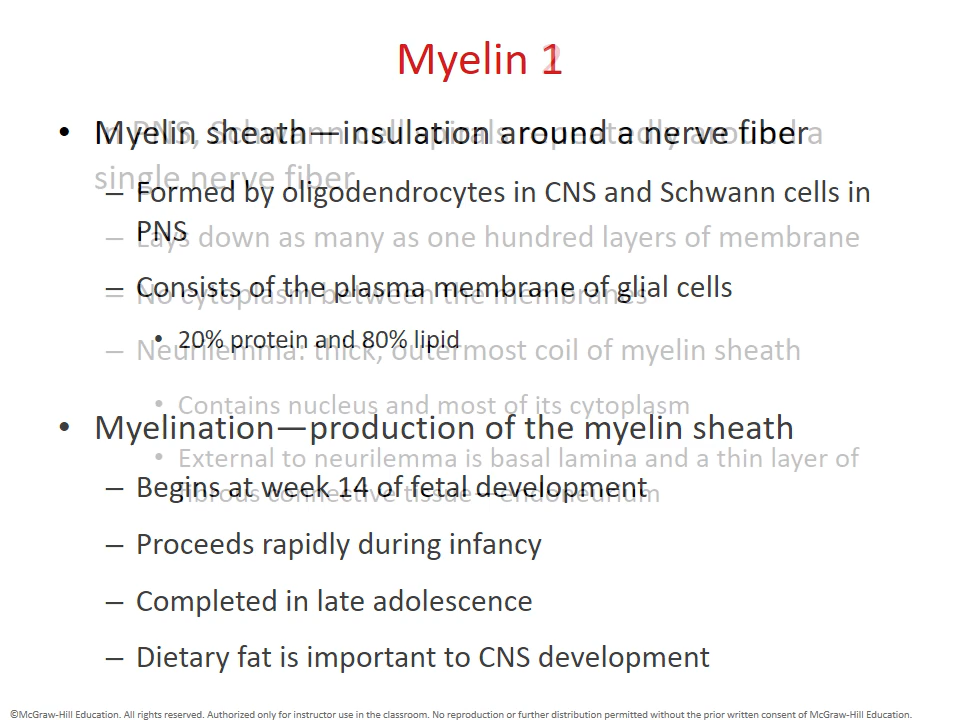 Myelin 1
• Myelin sheath—insulation around a nerve fiber
– Formed by oligodendrocytes in CNS and Schwann cells in
PNS
– Consists of the plasma membrane of glial cells
• 20% protein and 80% lipid
• Myelination—production of the myelin sheath
– Begins at week 14 of fetal development
– Proceeds rapidly during infancy
– Completed in late adolescence
– Dietary fat is important to CNS development
2
• In PNS, Schwann cell spirals repeatedly around a
single nerve fiber
– Lays down as many as one hundred layers of membrane
– No cytoplasm between the membranes
– Neurilemma: thick, outermost coil of myelin sheath
• Contains nucleus and most of its cytoplasm
• External to neurilemma is basal lamina and a thin layer of
fibrous connective tissue—endoneurium
©McGraw-Hill Education. All rights reserved. Authorized only for instructor use in the classroom. No reproduction or further distribution permitted without the prior written consent of McGraw-Hill Education.